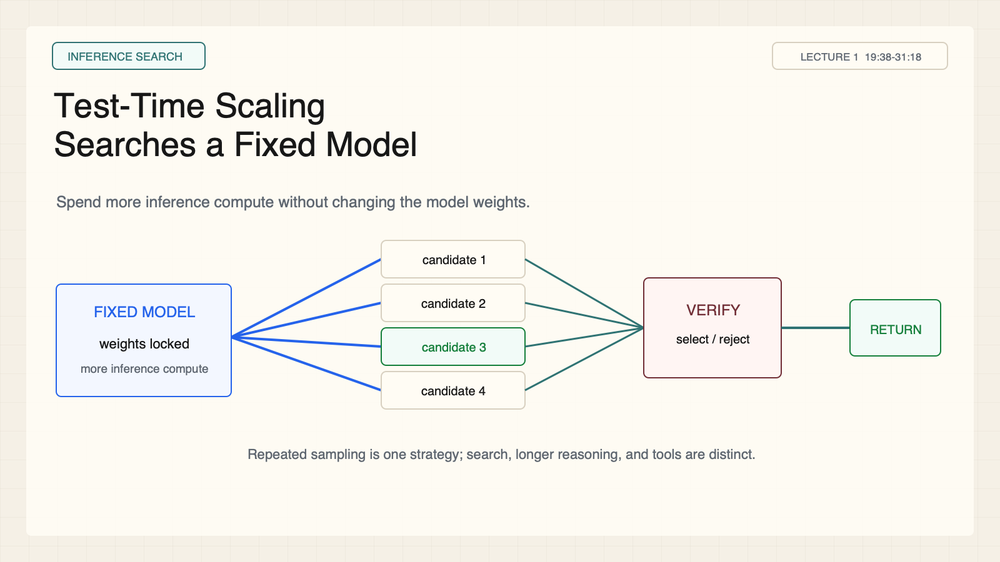 INFERENCE SEARCH
LECTURE 1 19:38-31:18
Test-Time Scaling
Searches a Fixed Model
Spend more inference compute without changing the model weights.
FIXED MODEL
weights locked
more inference compute
candidate 1
candidate 2
candidate 3
candidate 4
VERIFY
select / reject
RETURN
Repeated sampling is one strategy; search, longer reasoning, and tools are distinct.